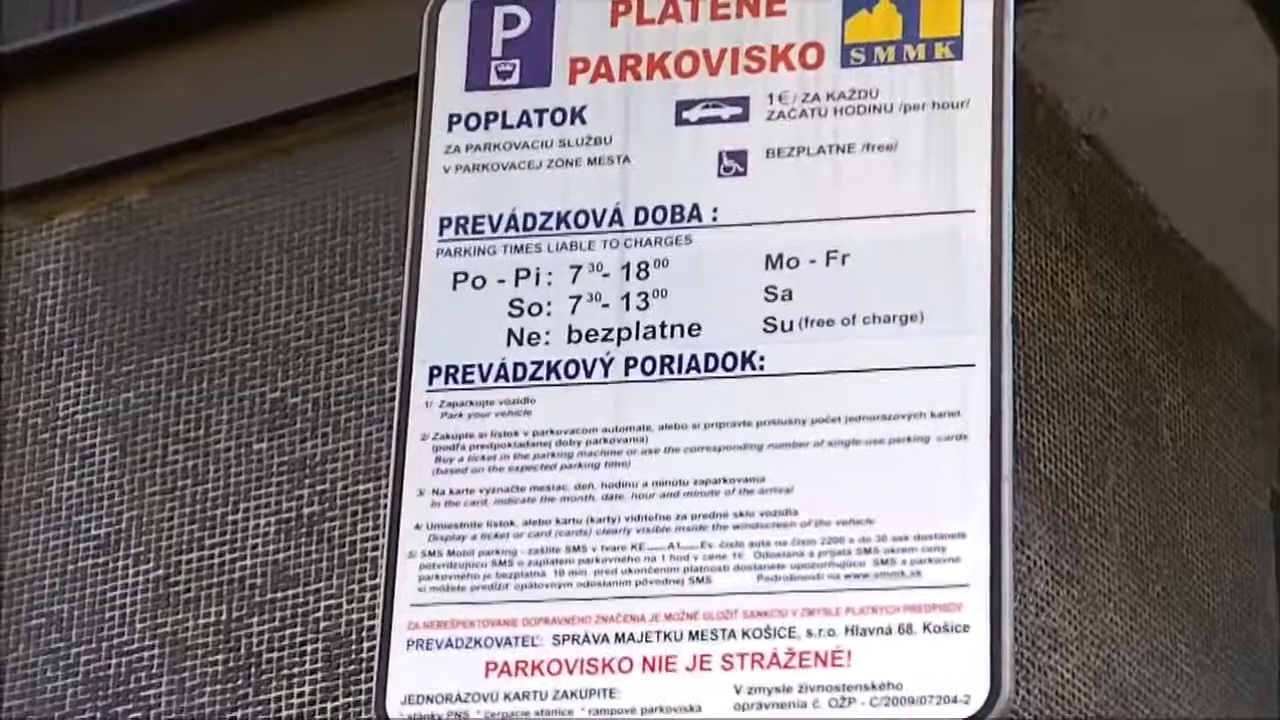 P
PLATENÉ
PARKOVISKO
SMMK
POPLATOK
ZA PARKOVACIU SLUŽBU
V PARKOVACEJ ZÓNE MESTA
1€/ ZA KAŽDÚ
ZAČATÚ HODINU /per hour/
BEZPLATNE /free/
PREVÁDZKOVÁ DOBA :
PARKING TIMES LIABLE TO CHARGES
Po - Pi: 7 30- 18 00 Mo - Fr
So: 7 30- 13 00 Sa
Ne: bezplatne Su (free of charge)
PREVÁDZKOVÝ PORIADOK:
1/ Zaparkujte vozidlo
Park your vehicle
2/ Zakúpte si lístok v parkovacom automate, alebo si pripravte príslušný počet jednorázových kariet
(podľa predpokladanej doby parkovania)
Buy a ticket in the parking machine or use the corresponding number of single-use parking cards
(based on the expected parking time)
3/ Na karte vyznačte mesiac, deň, hodinu a minútu zaparkovania
In the card, indicate the month, date, hour and minute of the arrival
4/ Umiestnite lístok, alebo kartu (karty) viditeľne za predné sklo vozidla
Display a ticket or card (cards) clearly visible inside the windscreen of the vehicle
5/ SMS Mobil parking - zašlite SMS v tvare KE A1 Ev. číslo auta na číslo 2200 a do 30 sek dostanete
potvrdzujúcu SMS o zaplatení parkovného na 1 hod v cene 1€ Odoslaná a prijatá SMS okrem ceny
parkovného je bezplatná. 10 min. pred ukončením platnosti dostanete upozorňujúcu SMS a parkovné
si môžete predĺžiť opätovným odoslaním pôvodnej SMS Podrobnosti na www.smmk.sk
ZA NEREŠPEKTOVANIE DOPRAVNÉHO ZNAČENIA JE MOŽNÉ ULOŽIŤ SANKCIU V ZMYSLE PLATNÝCH PREDPISOV
PREVÁDZKOVATEĽ: SPRÁVA MAJETKU MESTA KOŠICE, s.r.o. Hlavná 68, Košice
PARKOVISKO NIE JE STRÁŽENÉ!
JEDNORÁZOVÚ KARTU ZAKÚPITE:
* stánky PNS * čerpacie stanice * rampové parkoviská
V zmysle živnostenského
oprávnenia č. OŽP - C/2009/07204-2